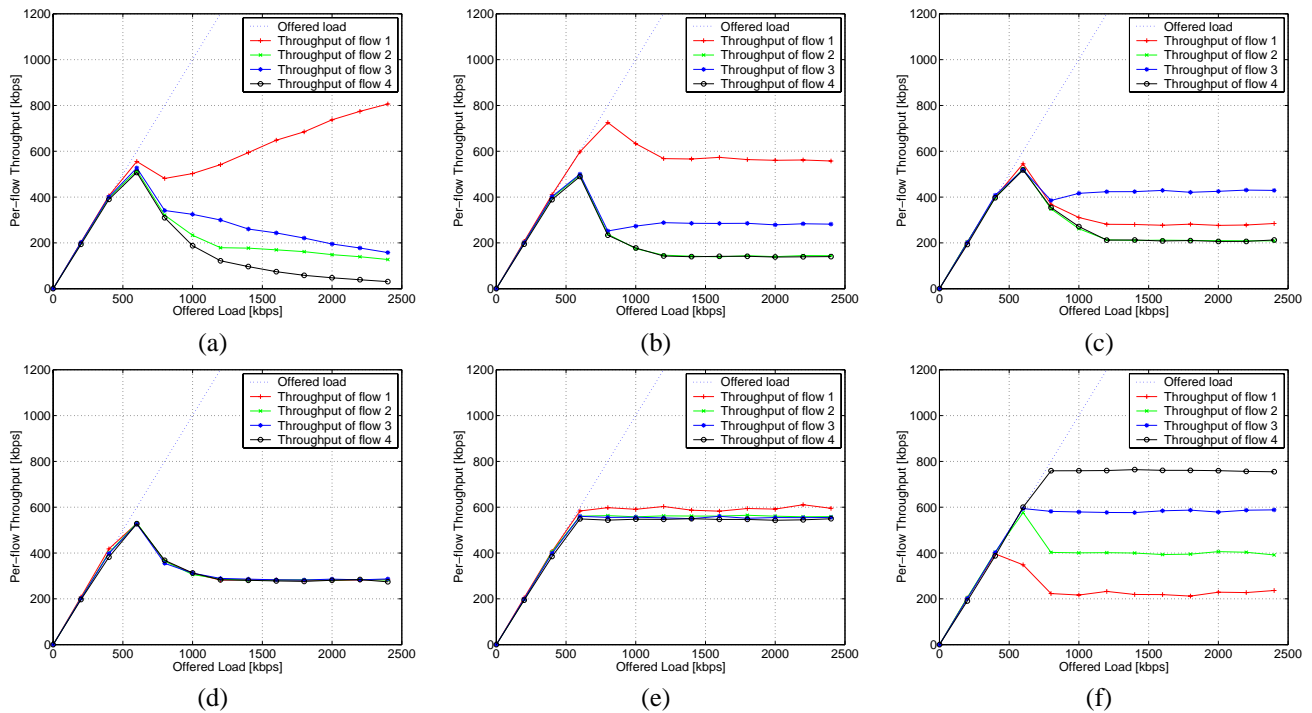 1200
1000
800
600
400
200
0
Per−flow Throughput [kbps]
Offered load
Throughput of flow 1
Throughput of flow 2
Throughput of flow 3
Throughput of flow 4
0 500 1000 1500 2000 2500
Offered Load [kbps]
(a)
1200
1000
800
600
400
200
0
Per−flow Throughput [kbps]
Offered load
Throughput of flow 1
Throughput of flow 2
Throughput of flow 3
Throughput of flow 4
0 500 1000 1500 2000 2500
Offered Load [kbps]
(b)
1200
1000
800
600
400
200
0
Per−flow Throughput [kbps]
Offered load
Throughput of flow 1
Throughput of flow 2
Throughput of flow 3
Throughput of flow 4
0 500 1000 1500 2000 2500
Offered Load [kbps]
(c)
1200
1000
800
600
400
200
0
Per−flow Throughput [kbps]
Offered load
Throughput of flow 1
Throughput of flow 2
Throughput of flow 3
Throughput of flow 4
0 500 1000 1500 2000 2500
Offered Load [kbps]
(d)
1200
1000
800
600
400
200
0
Per−flow Throughput [kbps]
Offered load
Throughput of flow 1
Throughput of flow 2
Throughput of flow 3
Throughput of flow 4
0 500 1000 1500 2000 2500
Offered Load [kbps]
(e)
1200
1000
800
600
400
200
0
Per−flow Throughput [kbps]
Offered load
Throughput of flow 1
Throughput of flow 2
Throughput of flow 3
Throughput of flow 4
0 500 1000 1500 2000 2500
Offered Load [kbps]
(f)